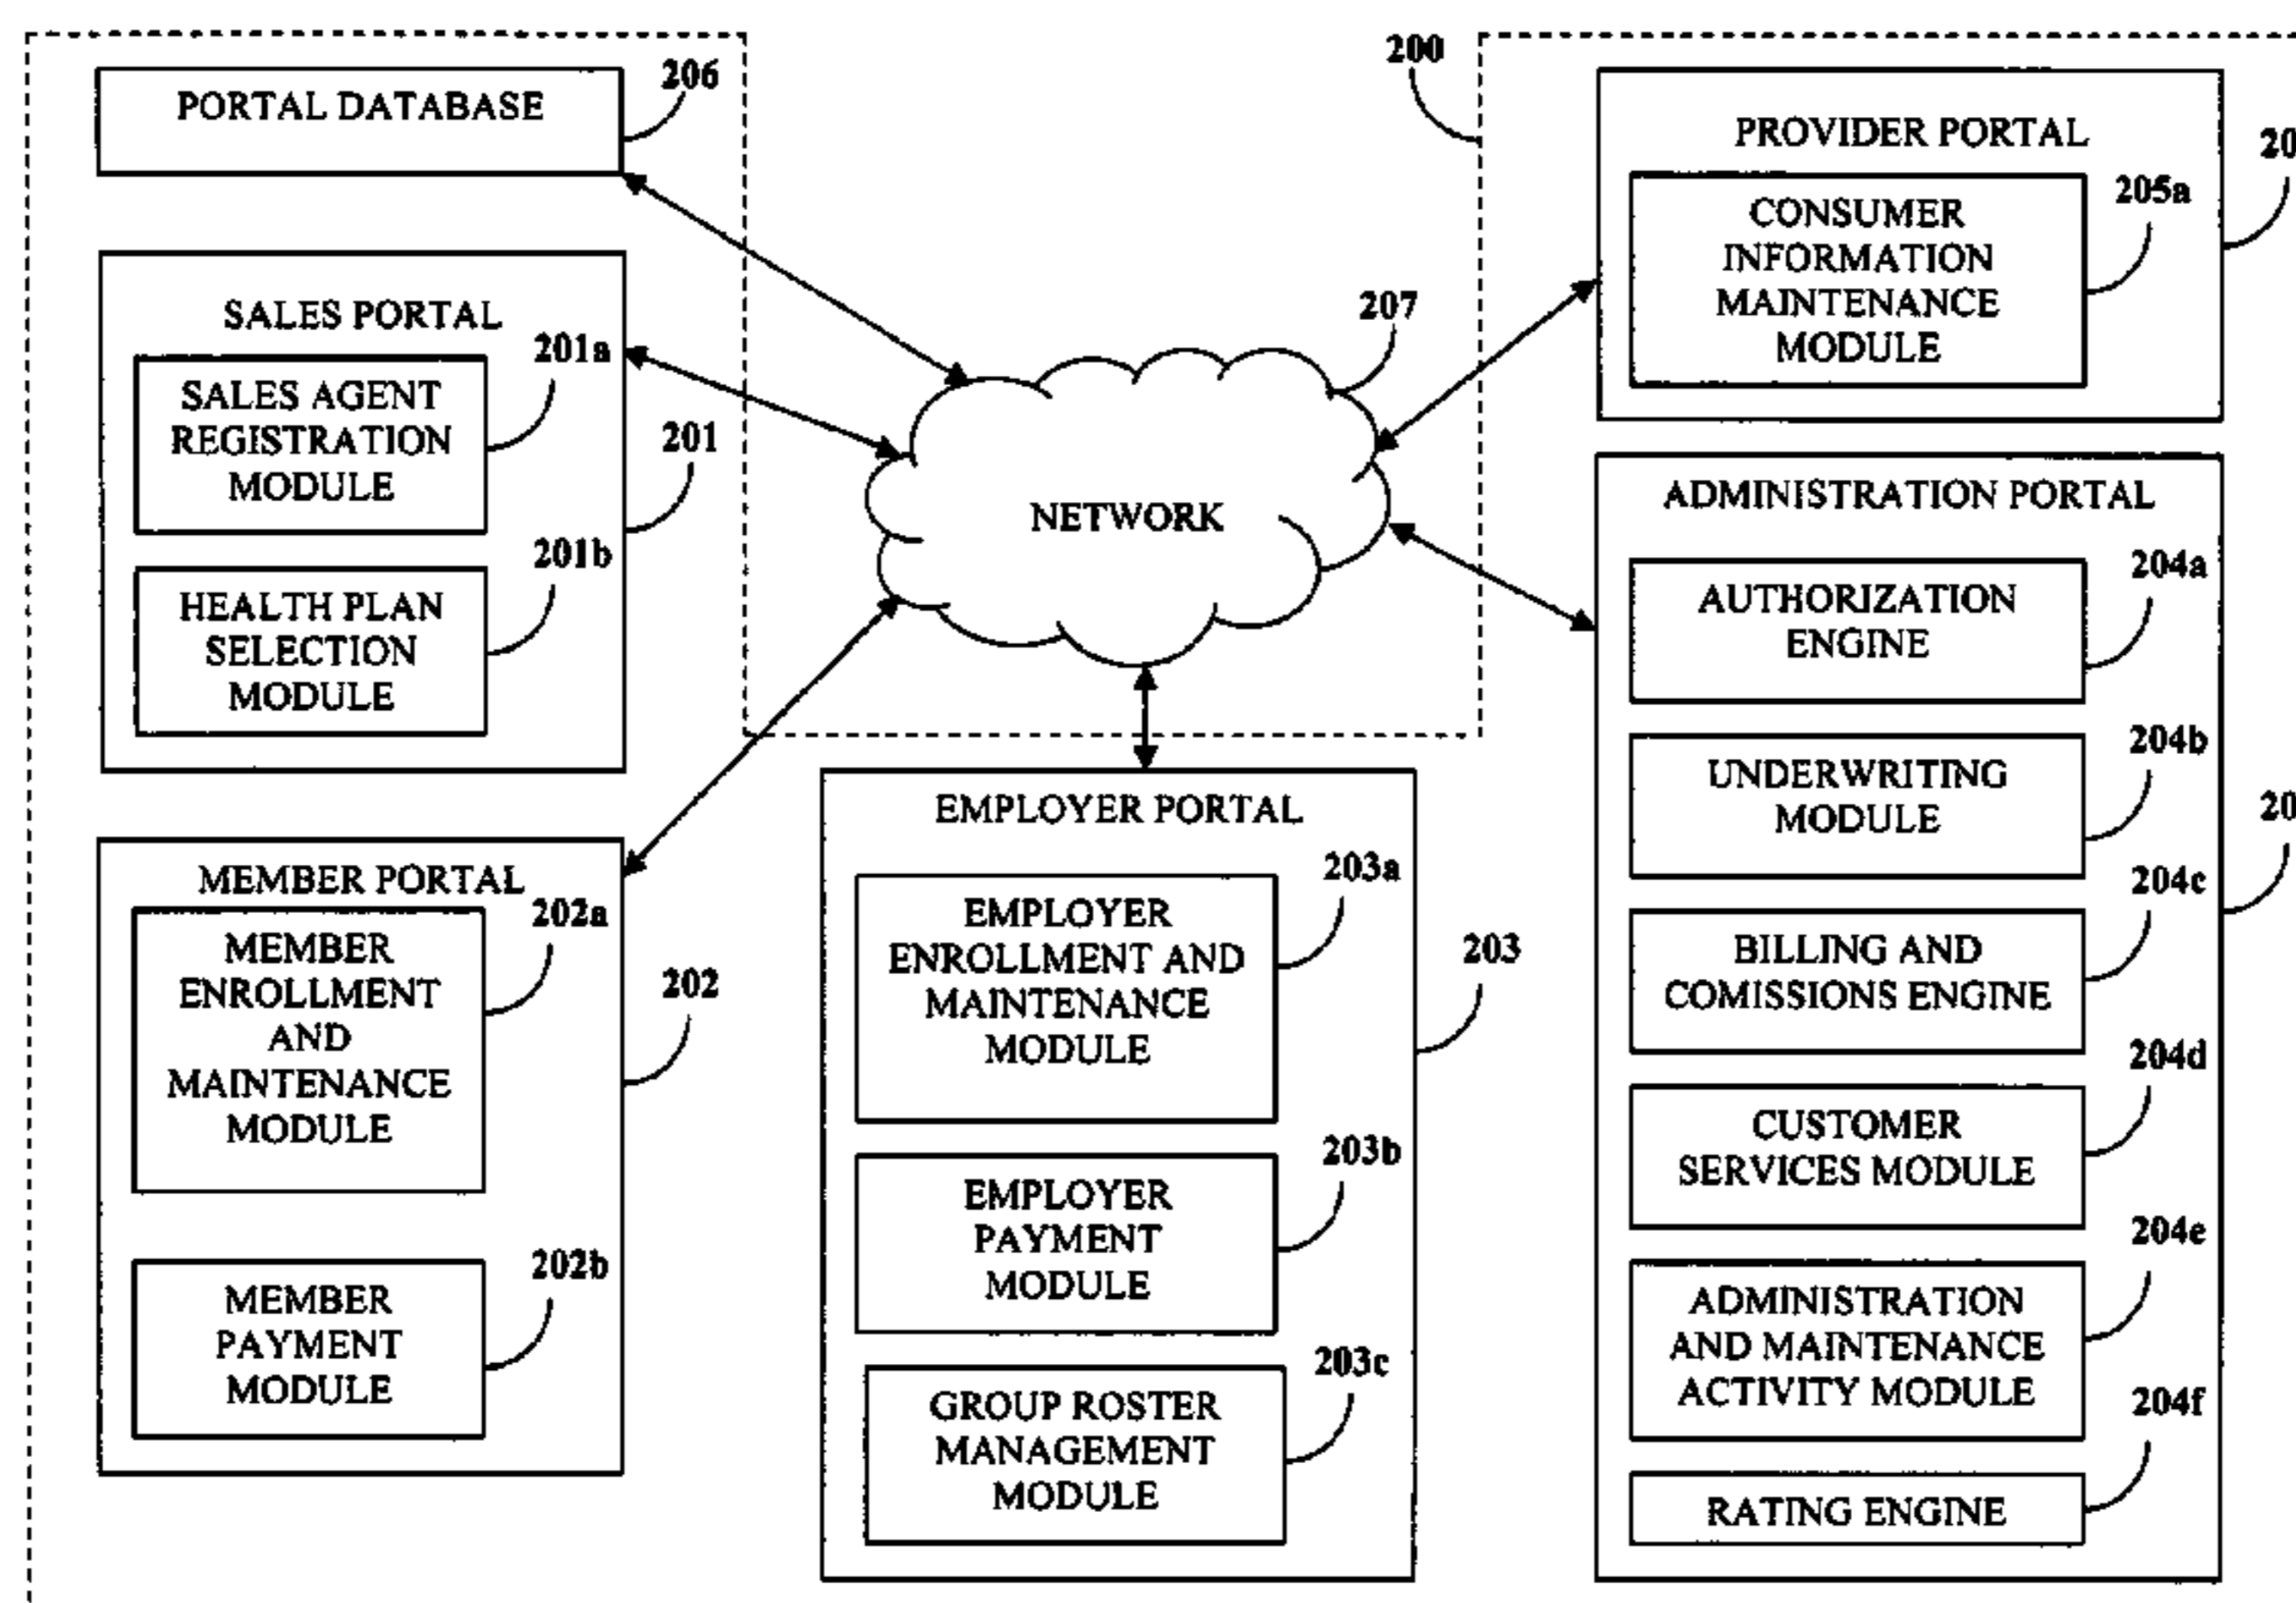 PORTAL DATABASE
206
SALES PORTAL
201a
SALES AGENT
REGISTRATION
MODULE
201
201b
HEALTH PLAN
SELECTION
MODULE
MEMBER PORTAL
202a
MEMBER
ENROLLMENT
AND
MAINTENANCE
MODULE
202
202b
MEMBER
PAYMENT
MODULE
200
207
NETWORK
EMPLOYER PORTAL
203a
EMPLOYER
ENROLLMENT AND
MAINTENANCE
MODULE
203
203b
EMPLOYER
PAYMENT
MODULE
203c
GROUP ROSTER
MANAGEMENT
MODULE
PROVIDER PORTAL
20
205a
CONSUMER
INFORMATION
MAINTENANCE
MODULE
ADMINISTRATION PORTAL
204a
AUTHORIZATION
ENGINE
204b
UNDERWRITING
MODULE
20
204c
BILLING AND
COMISSIONS ENGINE
204d
CUSTOMER
SERVICES MODULE
204e
ADMINISTRATION
AND MAINTENANCE
ACTIVITY MODULE
204f
RATING ENGINE